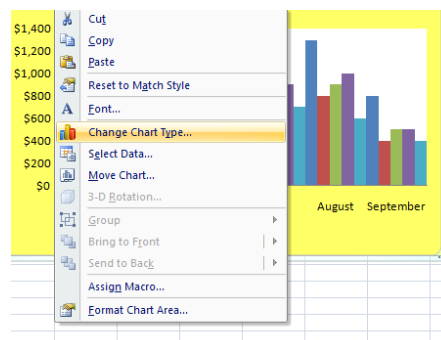 $1,400
$1,200
$1,000
$800
$600
$400
$200
$0
Cut
Copy
Paste
Reset to Match Style
A Font...
Change Chart Type...
Select Data...
Move Chart...
3-D Rotation...
Group
Bring to Front
Send to Back
Assign Macro...
Format Chart Area...
August September